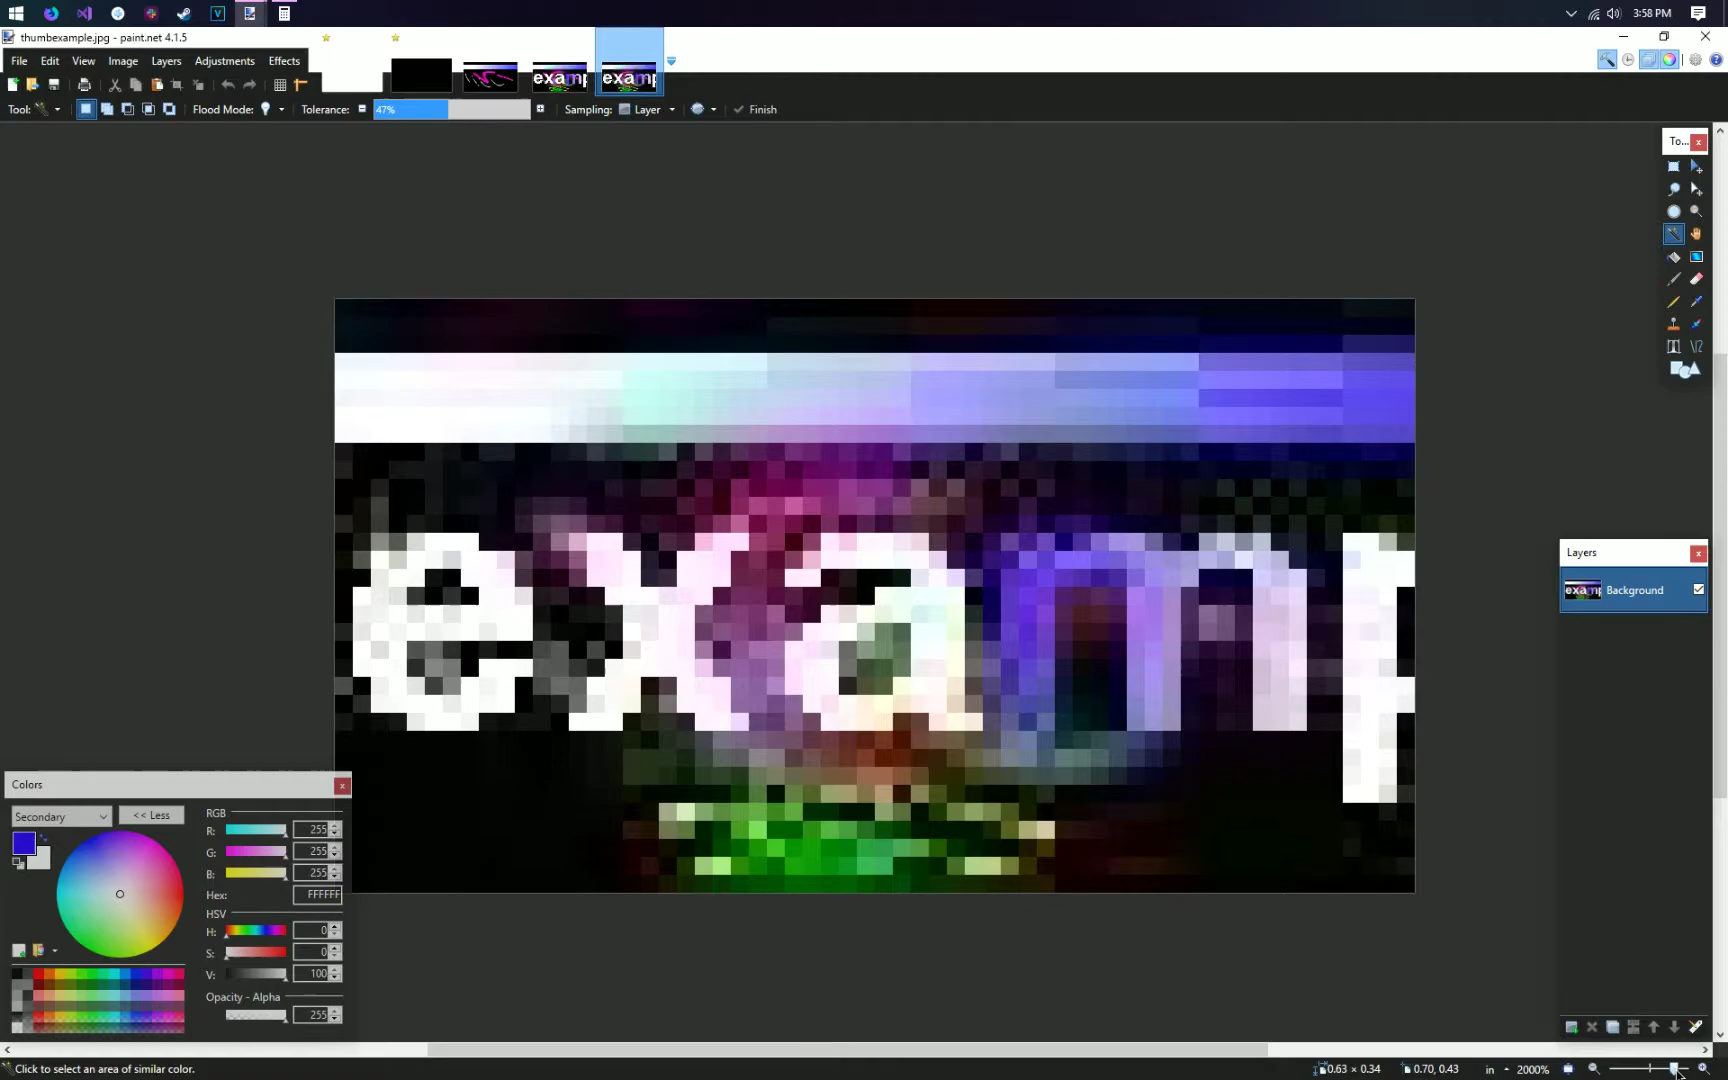 3:58 PM
thumbexample.jpg - paint.net 4.1.5
File Edit View Image Layers Adjustments Effects
Tool: Flood Mode: Tolerance: 47% Sampling: Layer Finish
To...
examp
Layers
Background
Colors
Secondary << Less
RGB
R: 255
G: 255
B: 255
Hex: FFFFFF
HSV
H: 0
S: 0
V: 100
Opacity - Alpha
255
Click to select an area of similar color. 0.63 × 0.34 0.70, 0.43 in 2000%